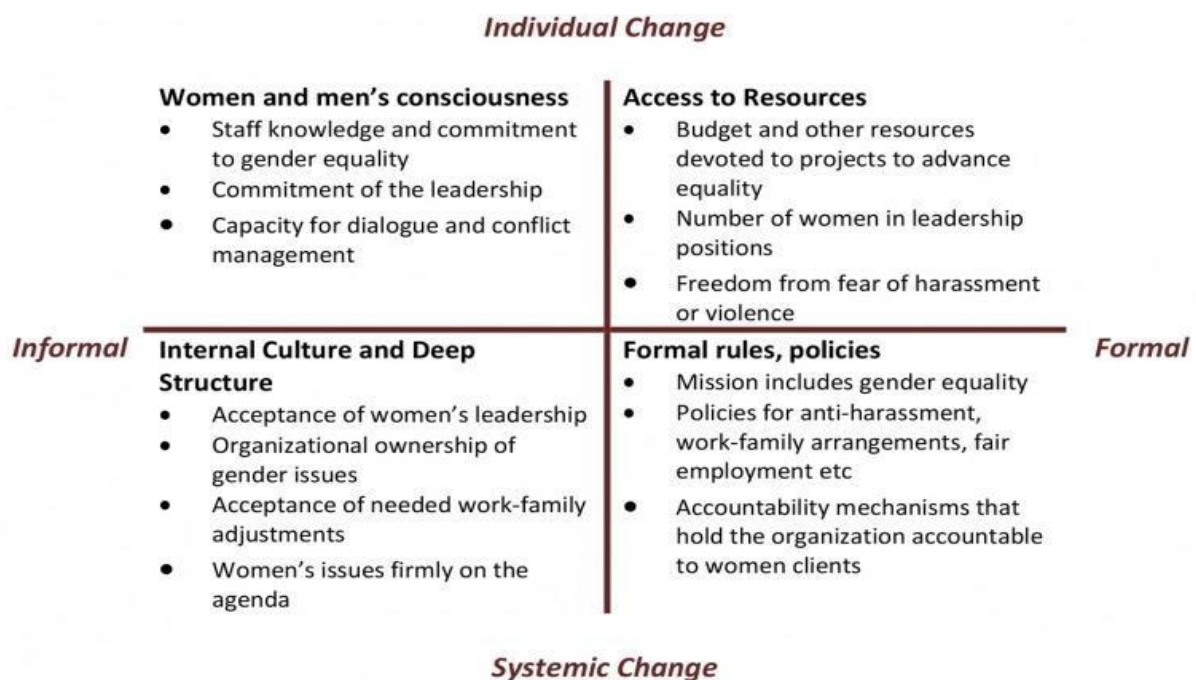 Individual Change
Women and men's consciousness
• Staff knowledge and commitment
to gender equality
• Commitment of the leadership
• Capacity for dialogue and conflict
management
Access to Resources
• Budget and other resources
devoted to projects to advance
equality
• Number of women in leadership
positions
• Freedom from fear of harassment
or violence
Informal
Formal
Internal Culture and Deep
Structure
• Acceptance of women's leadership
• Organizational ownership of
gender issues
• Acceptance of needed work-family
adjustments
• Women's issues firmly on the
agenda
Formal rules, policies
• Mission includes gender equality
• Policies for anti-harassment,
work-family arrangements, fair
employment etc
• Accountability mechanisms that
hold the organization accountable
to women clients
Systemic Change